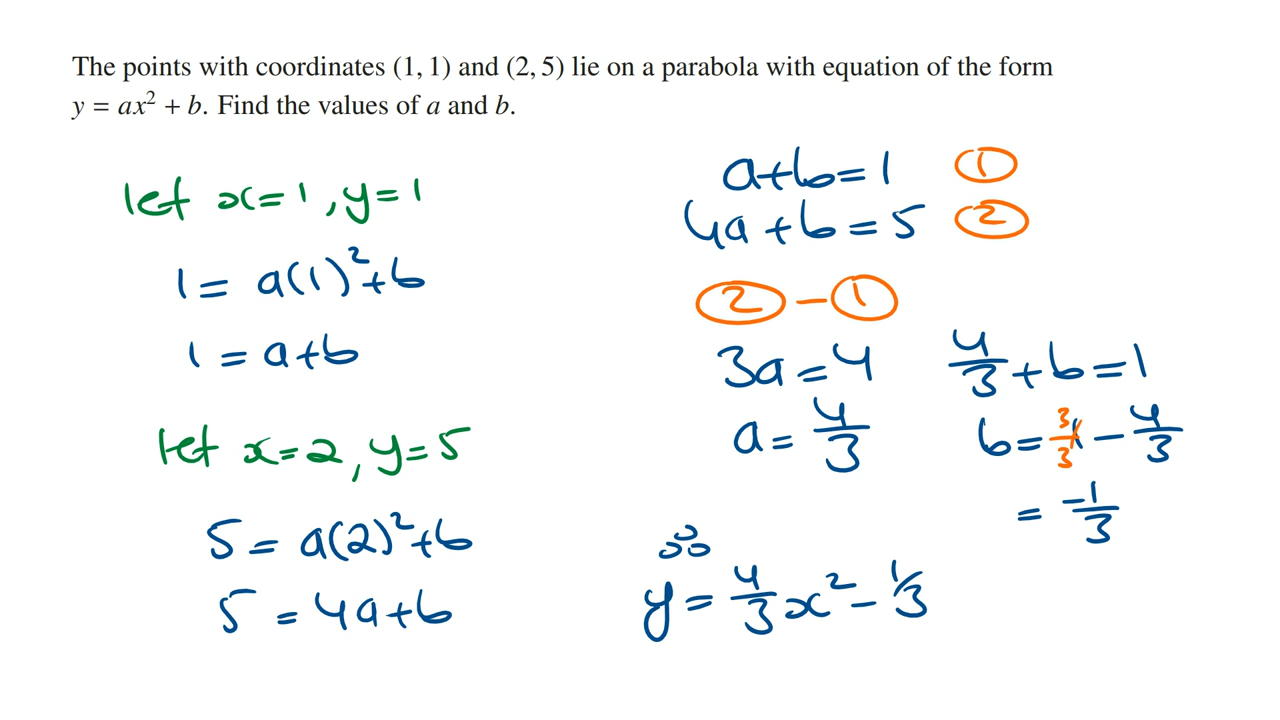 The points with coordinates (1, 1) and (2, 5) lie on a parabola with equation of the form
y = ax² + b. Find the values of a and b.
let x=1, y=1
1 = a(1)²+b
1 = a+b
let x=2, y=5
5 = a(2)²+b
5 = 4a+b
a+b=1 ①
4a+b=5 ②
② - ①
3a=4
a=4/3
4/3+b=1
b=3/3-4/3
= -1/3
∴
y=4/3x²-1/3